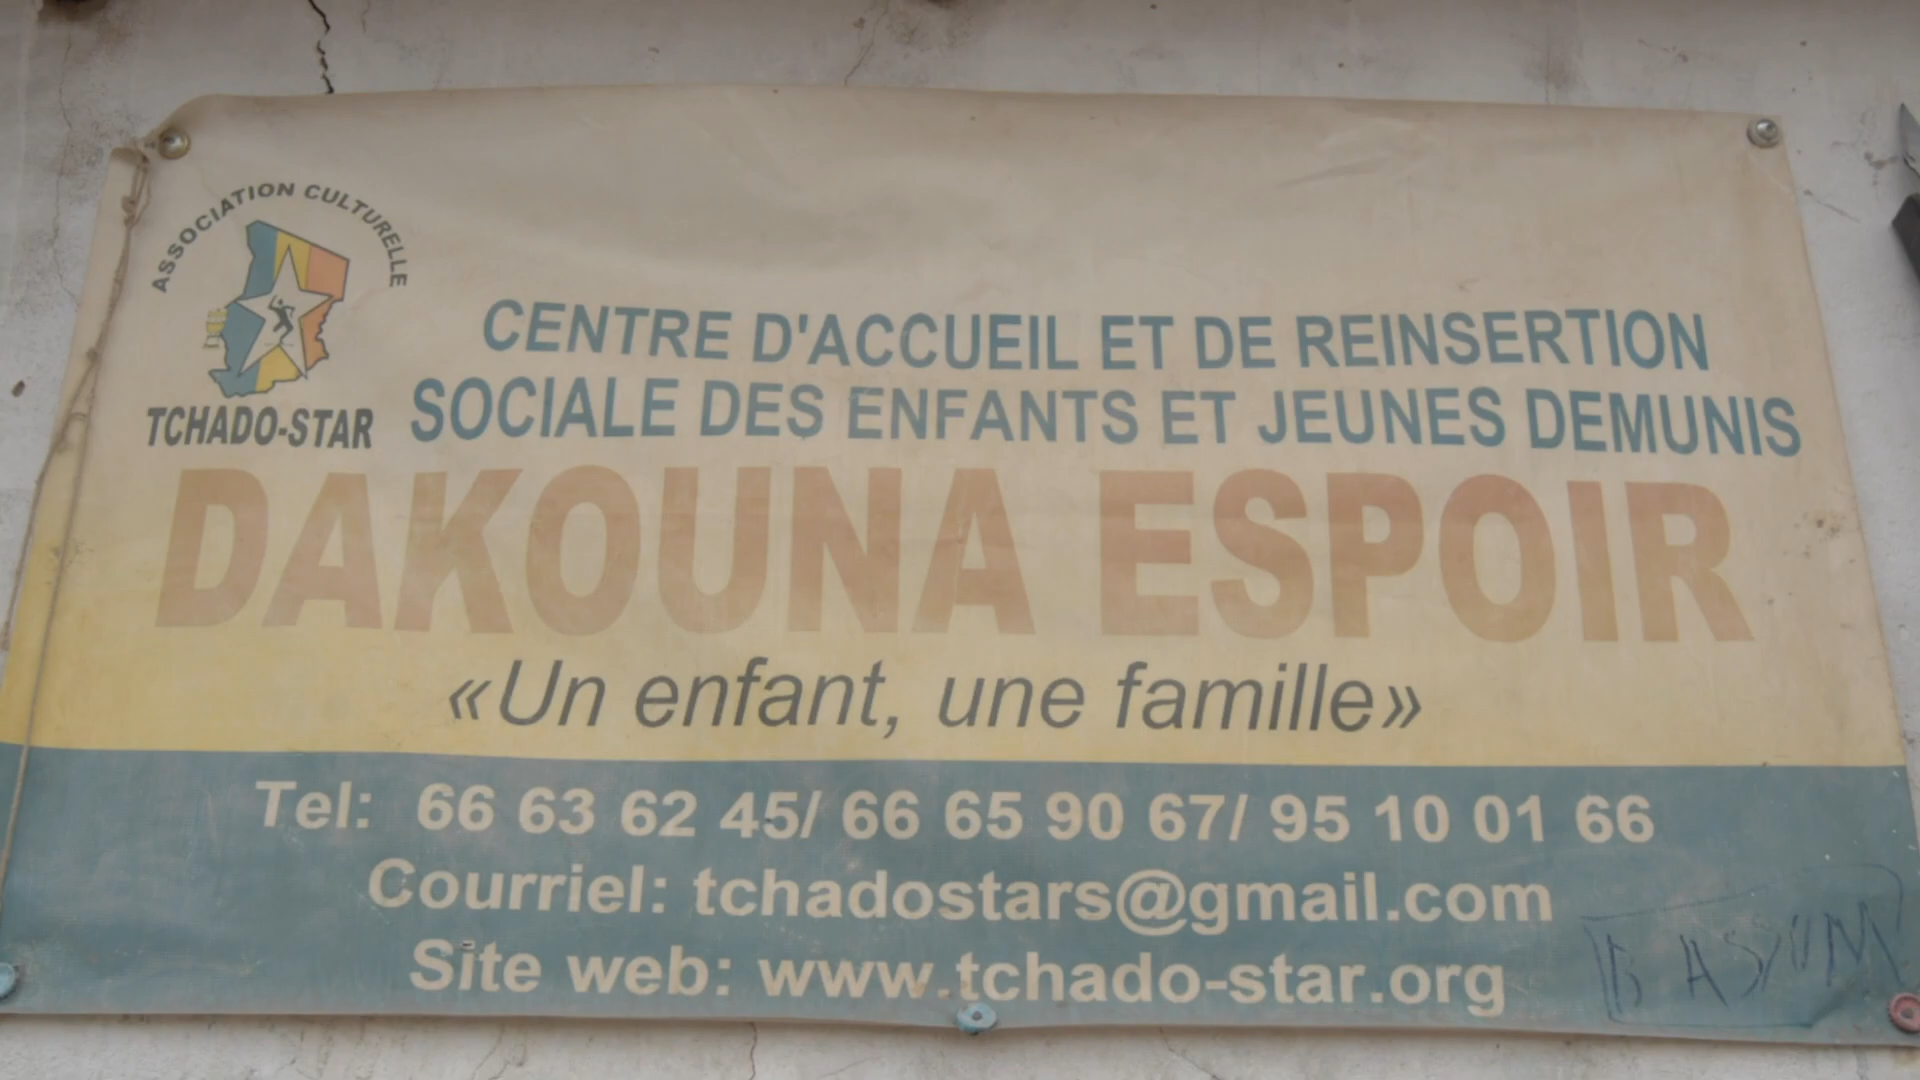 ASSOCIATION CULTURELLE
TCHADO-STAR
CENTRE D'ACCUEIL ET DE REINSERTION
SOCIALE DES ENFANTS ET JEUNES DEMUNIS
DAKOUNA ESPOIR
«Un enfant, une famille»
Tel: 66 63 62 45/ 66 65 90 67/ 95 10 01 66
Courriel: tchadostars@gmail.com
Site web: www.tchado-star.org